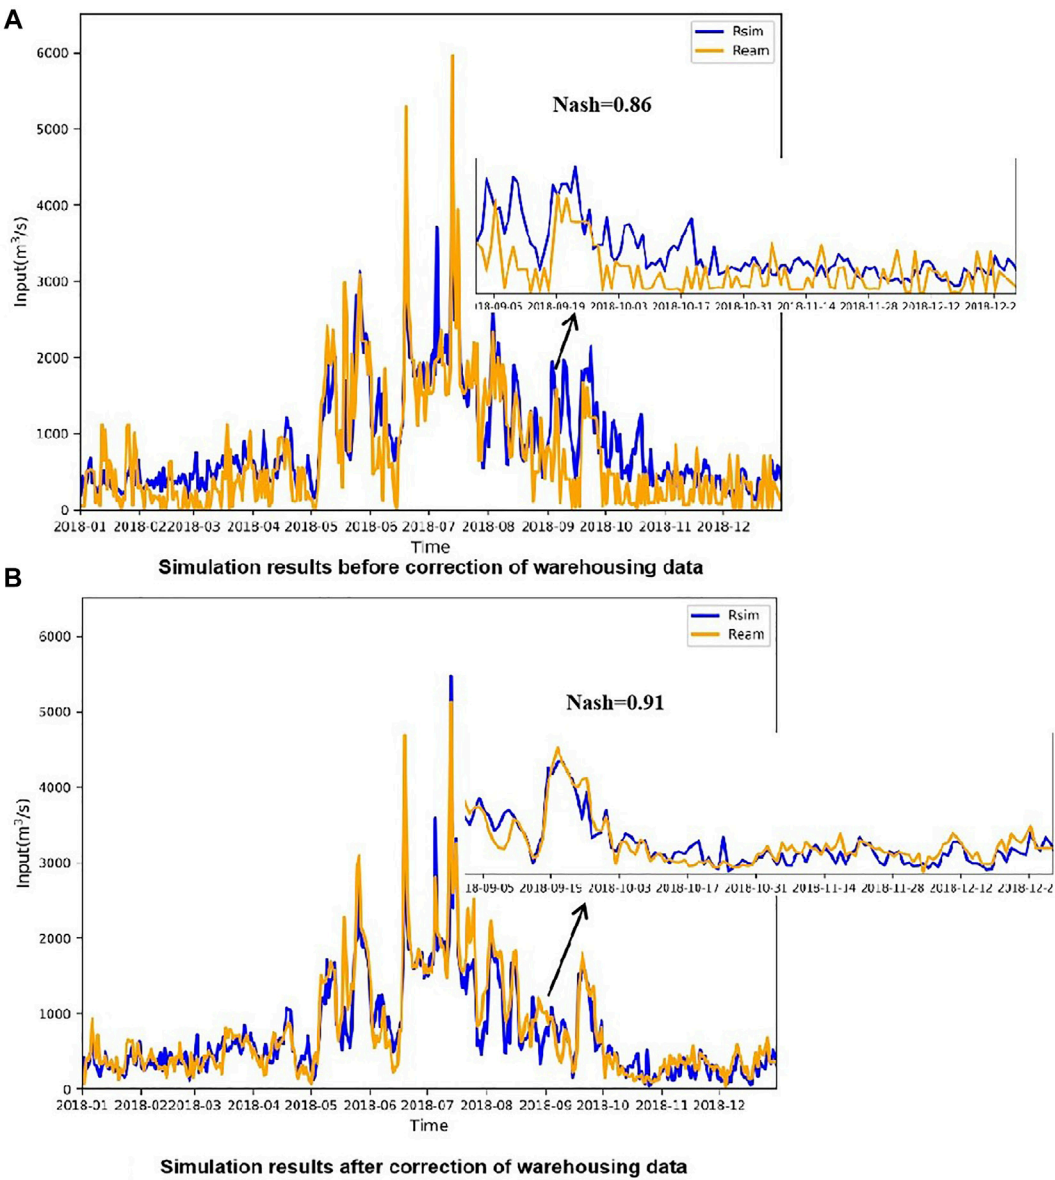 A
Rsim
Ream
Nash=0.86
6000
5000
4000
3000
2000
1000
0
Input(m³/s)
18-09-05 2018-09-19 2018-10-03 2018-10-17 2018-10-31 2018-11-14 2018-11-28 2018-12-12 2018-12-2
2018-01 2018-022018-03 2018-04 2018-05 2018-06 2018-07 2018-08 2018-09 2018-10 2018-11 2018-12
Time
Simulation results before correction of warehousing data
B
Rsim
Ream
Nash=0.91
6000
5000
4000
3000
2000
1000
0
Input(m³/s)
18-09-05 2018-09-19 2018-10-03 2018-10-17 2018-10-31 2018-11-14 2018-11-28 2018-12-12 2018-12-2
2018-01 2018-022018-03 2018-04 2018-05 2018-06 2018-07 2018-08 2018-09 2018-10 2018-11 2018-12
Time
Simulation results after correction of warehousing data